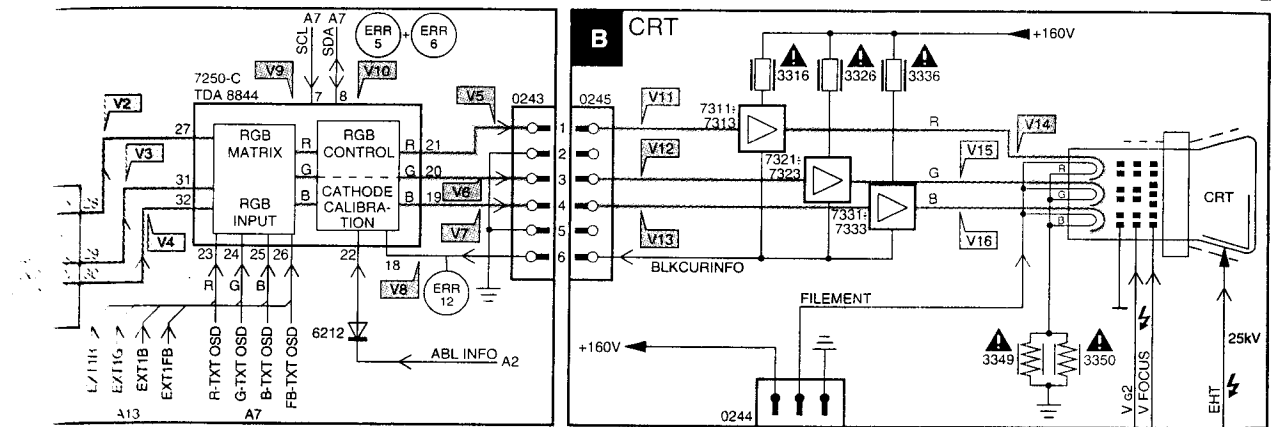 A7 A7
SCL
SDA
ERR 5 + ERR 6
B CRT
+160V
7250-C
TDA 8844
V9
V10
7 8
3316
3326
3336
V2
V5
0243
0245
V11
7311÷
7313
R
V14
27
RGB
MATRIX
RGB
CONTROL
R R 21
1
V3
2
V12
7321÷
7323
V15
31
G G 20
3
G
R
32
CATHODE
CALIBRA-
TION
B B 19
V6
4
7331÷
7333
B
G
CRT
RGB
INPUT
V4
V7
5
V13
V16
B
23 24 25 26
22
18
6
BLKCURINFO
R G B
V8
ERR
12
FILEMENT
6212
ABL INFO
A2
+160V
3349
3350
25kV
EXT1G
EXT1B
EXT1FB
R-TXT OSD
G-TXT OSD
B-TXT OSD
FB-TXT OSD
VG2
V FOCUS
EHT
A13
A7
0244